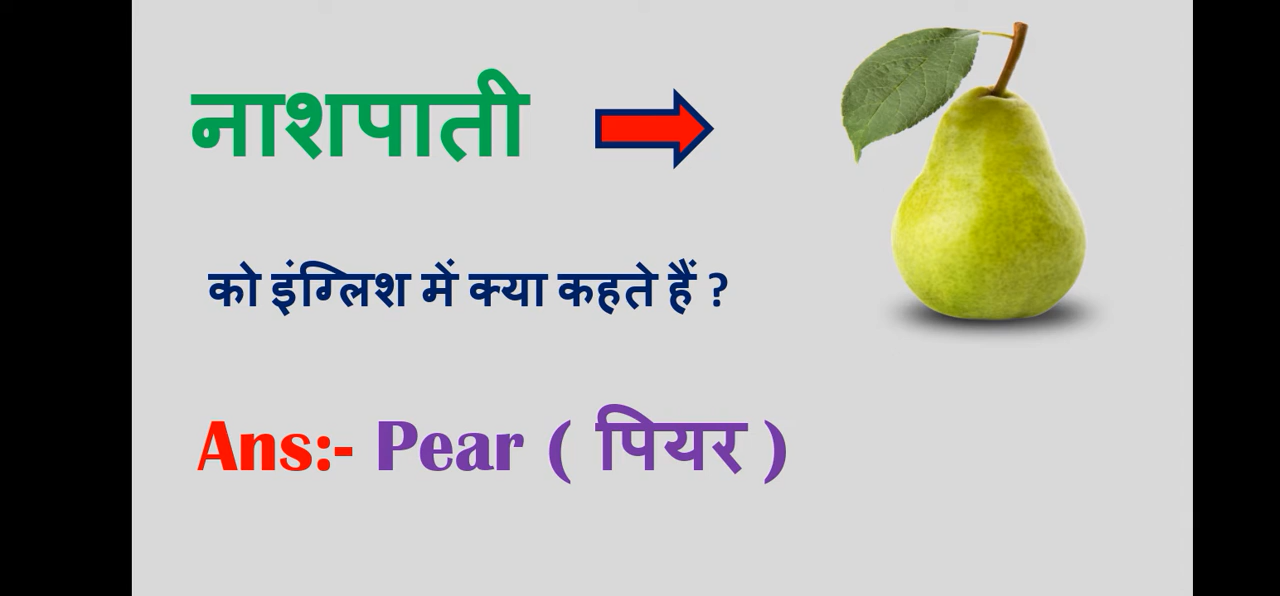 नाशपाती
को इंग्लिश में क्या कहते हैं ?
Ans:- Pear ( पियर )